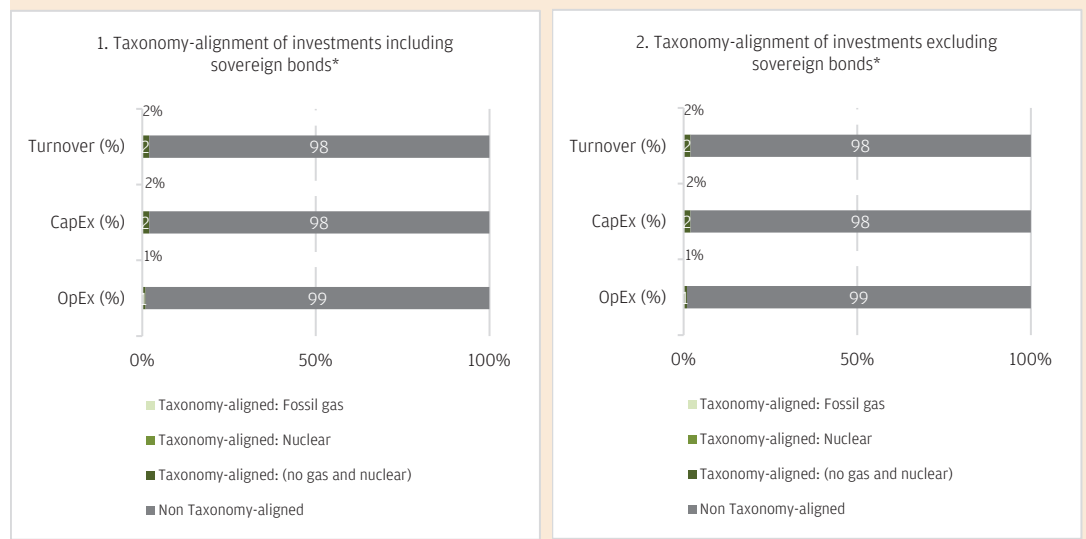 1. Taxonomy-alignment of investments including
sovereign bonds*
2%
Turnover (%)
2
98
2%
CapEx (%)
2
98
1%
OpEx (%)
1
99
0%
50%
100%
Taxonomy-aligned: Fossil gas
Taxonomy-aligned: Nuclear
Taxonomy-aligned: (no gas and nuclear)
Non Taxonomy-aligned
2. Taxonomy-alignment of investments excluding
sovereign bonds*
2%
Turnover (%)
2
98
2%
CapEx (%)
2
98
1%
OpEx (%)
1
99
0%
50%
100%
Taxonomy-aligned: Fossil gas
Taxonomy-aligned: Nuclear
Taxonomy-aligned: (no gas and nuclear)
Non Taxonomy-aligned